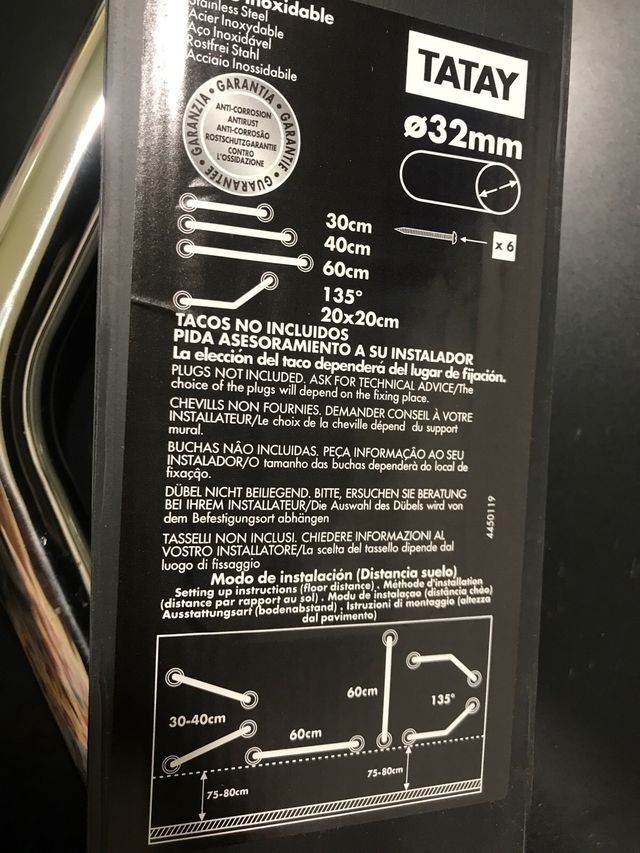 Inoxidable
Stainless Steel
Acier Inoxydable
Aço Inoxidável
Rostfrei Stahl
Acciaio Inossidabile
TATAY
GARANTIA • GARANTIE • GUARANTEE • GARANZIA
ANTI-CORROSION
ANTIRUST
ANTI-CORROSÃO
ROSTSCHUTZGARANTIE
CONTRO
L'OSSIDAZIONE
ø32mm
x 6
30cm
40cm
60cm
135°
20x20cm
TACOS NO INCLUIDOS
PIDA ASESORAMIENTO A SU INSTALADOR
La elección del taco dependerá del lugar de fijación.
PLUGS NOT INCLUDED. ASK FOR TECHNICAL ADVICE/The
choice of the plugs will depend on the fixing place.
CHEVILLS NON FOURNIES. DEMANDER CONSEIL À VOTRE
INSTALLATEUR/Le choix de la cheville dépend du support
mural.
BUCHAS NÂO INCLUIDAS. PEÇA INFORMAÇÂO AO SEU
INSTALADOR/O tamanho das buchas dependerà do local de
fixação.
DÜBEL NICHT BEILIEGEND. BITTE, ERSUCHEN SIE BERATUNG
BEI IHREM INSTALLATEUR/Die Auswahl des Dübels wird von
dem Befestigungsort abhängen
TASSELLI NON INCLUSI. CHIEDERE INFORMAZIONI AL
VOSTRO INSTALLATORE/La scelta del tassello dipende dal
luogo di fissaggio
4450119
Modo de instalación (Distancia suelo)
Setting up instructions (floor distance) . Méthode d'installation
(distance par rapport au sol) . Modu de instalaçao (distância chão)
Ausstattungsart (bodenabstand) . Istruzioni di montaggio (altezza
dal pavimento)
30-40cm
60cm
60cm
135°
75-80cm
75-80cm